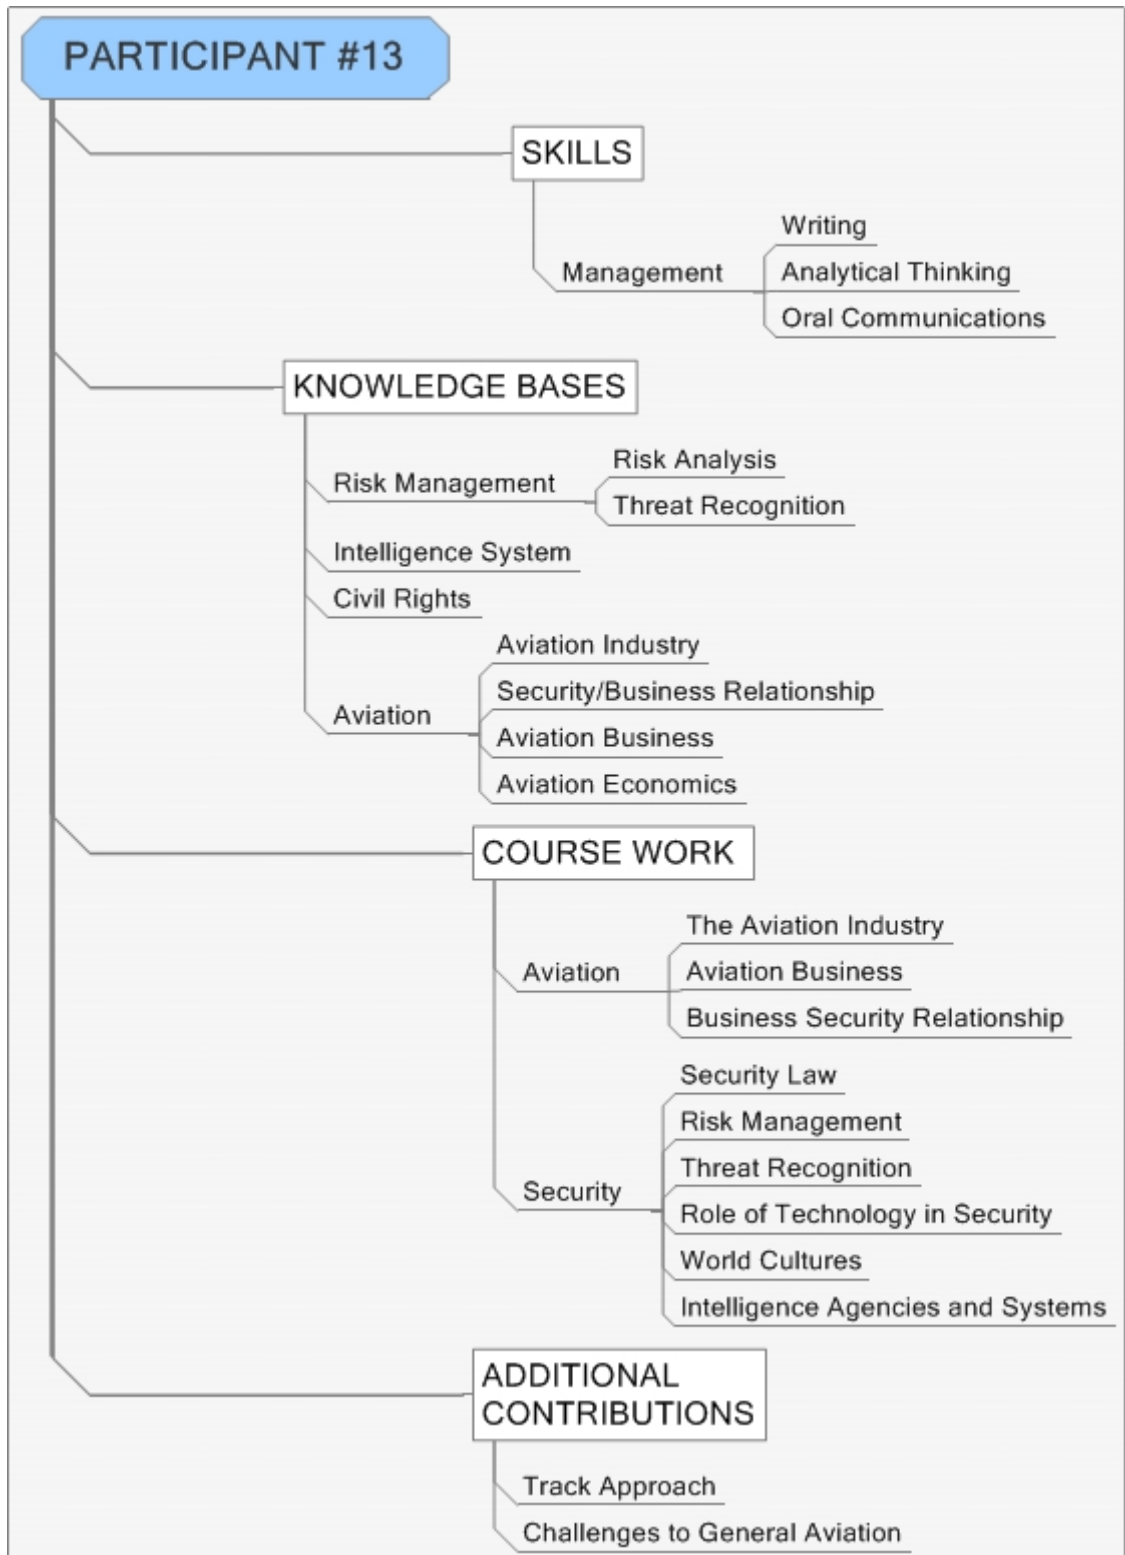 PARTICIPANT #13
SKILLS
Management
Writing
Analytical Thinking
Oral Communications
KNOWLEDGE BASES
Risk Management
Risk Analysis
Threat Recognition
Intelligence System
Civil Rights
Aviation
Aviation Industry
Security/Business Relationship
Aviation Business
Aviation Economics
COURSE WORK
Aviation
The Aviation Industry
Aviation Business
Business Security Relationship
Security
Security Law
Risk Management
Threat Recognition
Role of Technology in Security
World Cultures
Intelligence Agencies and Systems
ADDITIONAL
CONTRIBUTIONS
Track Approach
Challenges to General Aviation